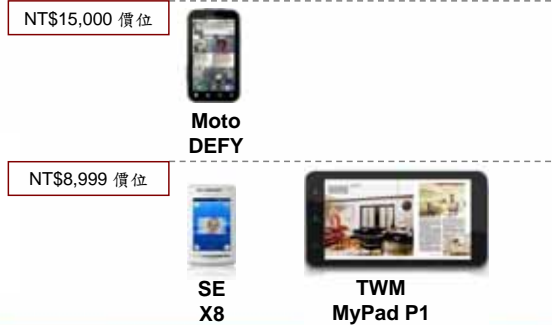 NT$15,000 價位
Moto
DEFY
NT$8,999 價位
SE
X8
TWM
MyPad P1